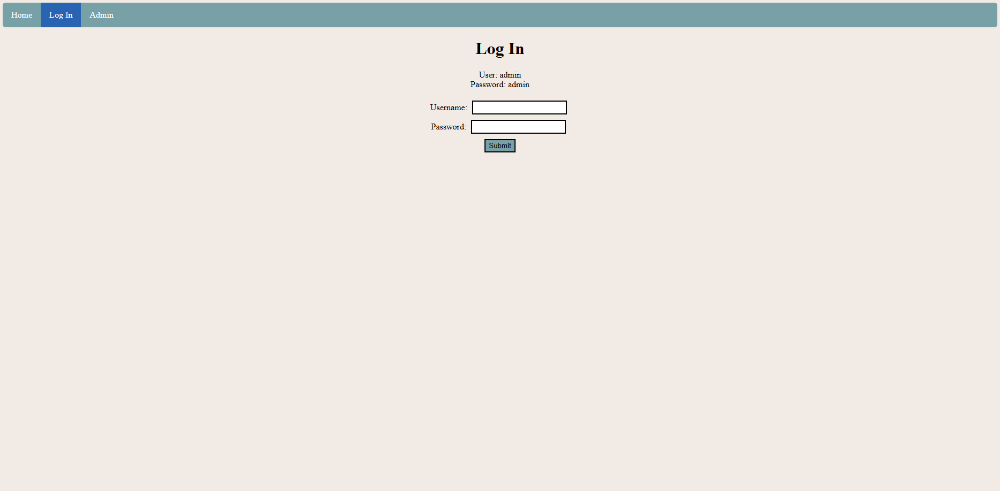 Home Log In Admin
Log In
User: admin
Password: admin
Username:
Password:
Submit